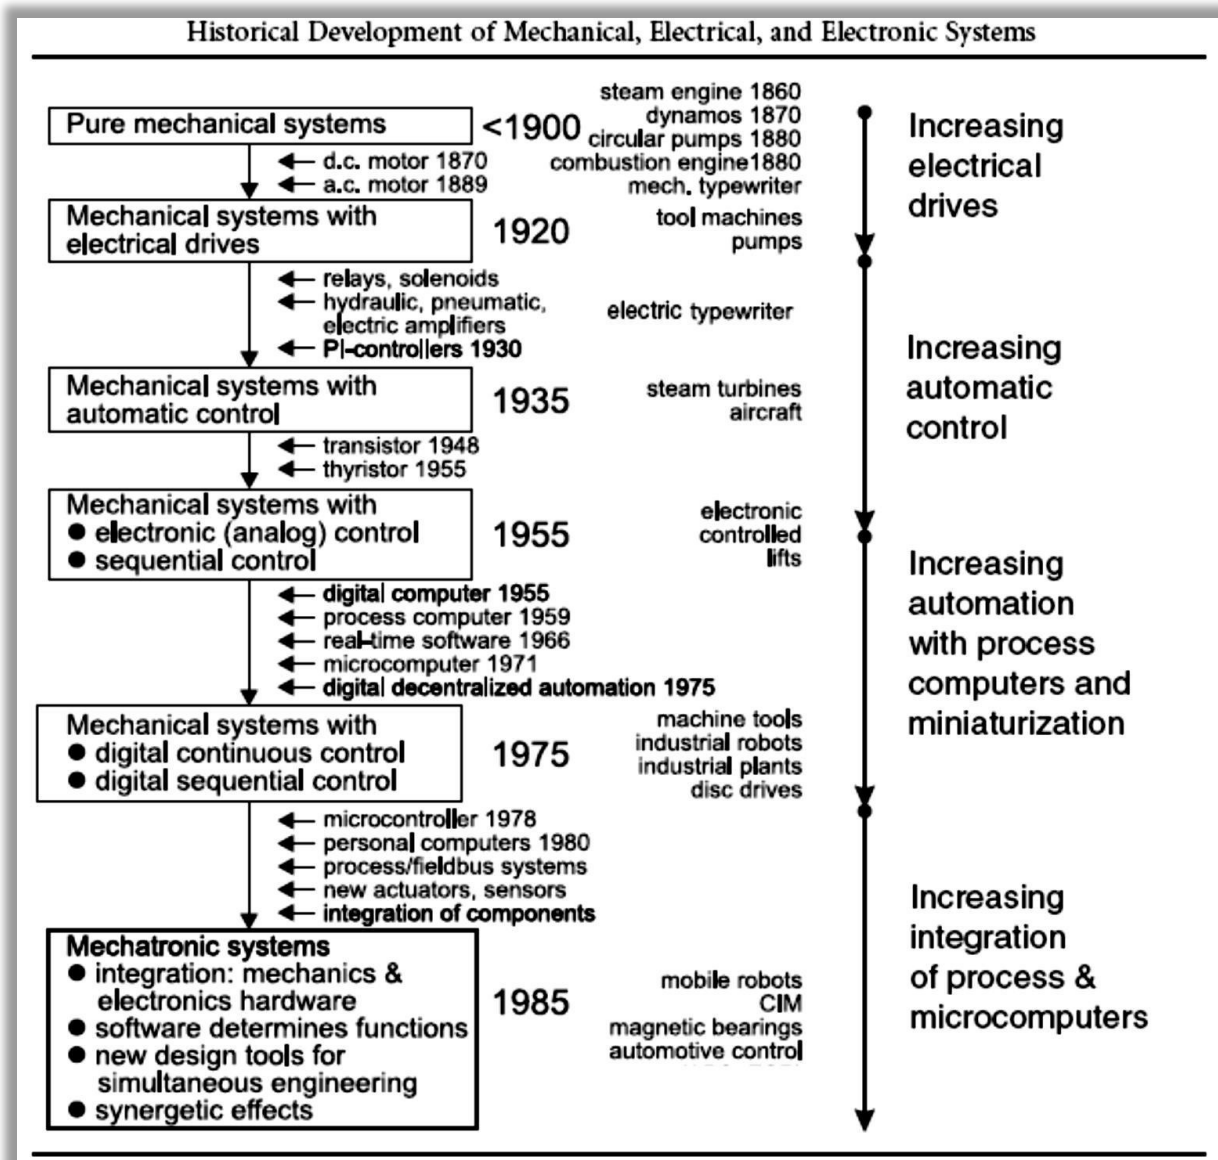 Historical Development of Mechanical, Electrical, and Electronic Systems
Pure mechanical systems
<1900
steam engine 1860
dynamos 1870
circular pumps 1880
combustion engine1880
mech. typewriter
Increasing
electrical
drives
d.c. motor 1870
a.c. motor 1889
Mechanical systems with
electrical drives
1920
tool machines
pumps
relays, solenoids
hydraulic, pneumatic,
electric amplifiers
PI-controllers 1930
electric typewriter
Increasing
automatic
control
Mechanical systems with
automatic control
1935
steam turbines
aircraft
transistor 1948
thyristor 1955
Mechanical systems with
● electronic (analog) control
● sequential control
1955
electronic
controlled
lifts
Increasing
automation
with process
computers and
miniaturization
digital computer 1955
process computer 1959
real-time software 1966
microcomputer 1971
digital decentralized automation 1975
Mechanical systems with
● digital continuous control
● digital sequential control
1975
machine tools
industrial robots
industrial plants
disc drives
microcontroller 1978
personal computers 1980
process/fieldbus systems
new actuators, sensors
integration of components
Increasing
integration
of process &
microcomputers
Mechatronic systems
● integration: mechanics &
electronics hardware
● software determines functions
● new design tools for
simultaneous engineering
● synergetic effects
1985
mobile robots
CIM
magnetic bearings
automotive control